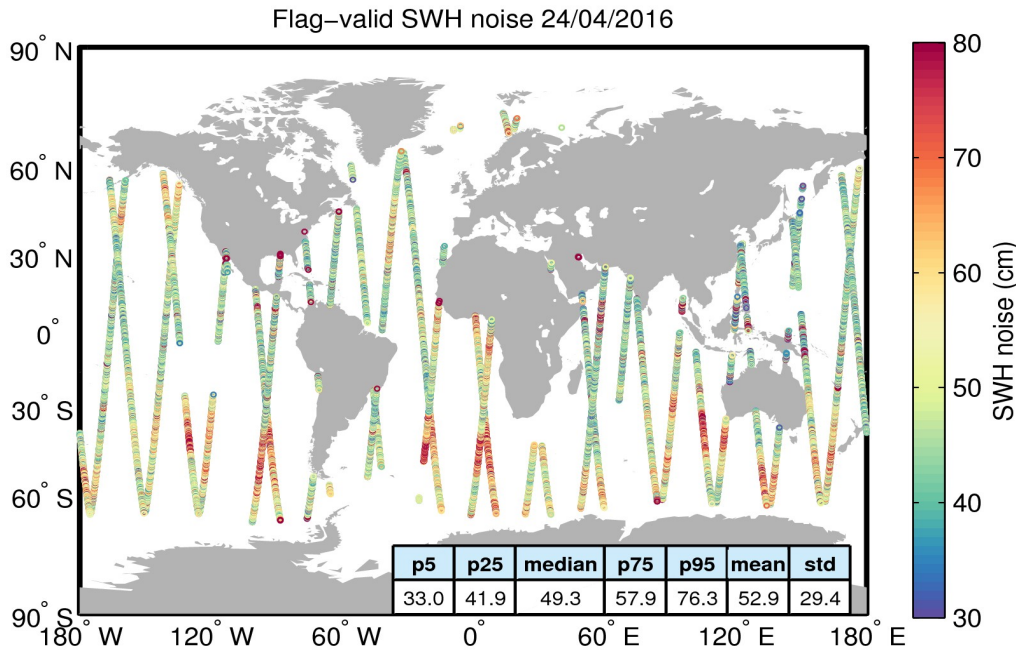 Flag−valid SWH noise 24/04/2016
90° N
60° N
30° N
0°
30° S
60° S
90° S
180° W
120° W
60° W
0°
60° E
120° E
180° E
80
70
60
50
40
30
SWH noise (cm)
p5 p25 median p75 p95 mean std
33.0 41.9 49.3 57.9 76.3 52.9 29.4